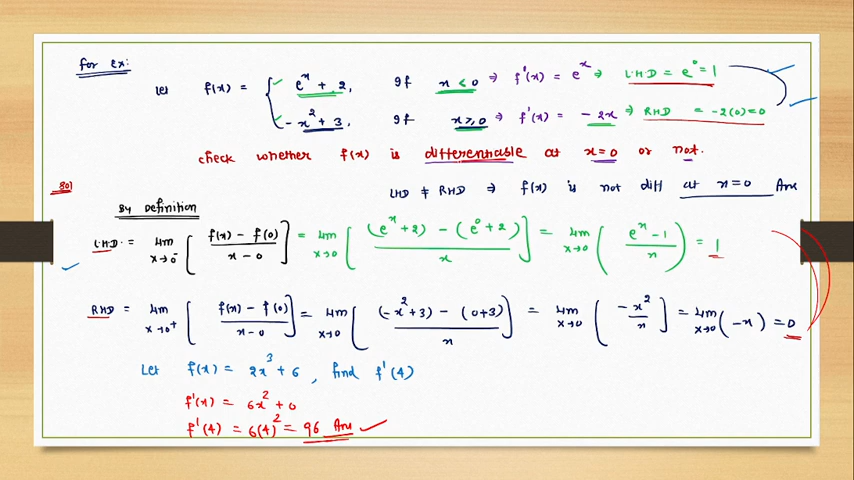 For Ex:
Let f(x) = { e^x + 2, If x < 0 ⇒ f'(x) = e^x ⇒ L.H.D = e^0 = 1
-x^2 + 3, If x ≥ 0 ⇒ f'(x) = -2x ⇒ RHD = -2(0) = 0
check whether f(x) is differentiable at x=0 or not.
Sol
LHD ≠ RHD ⇒ f(x) is not diff at x=0 Ans
By Definition
L.H.D. = lim x→0⁻ [ (f(x) - f(0)) / (x - 0) ] = lim x→0 [ ((e^x + 2) - (e^0 + 2)) / x ] = lim x→0 ( (e^x - 1) / x ) = 1
RHD = lim x→0⁺ [ (f(x) - f(0)) / (x-0) ] = lim x→0 [ ((-x^2+3) - (0+3)) / x ] = lim x→0 ( -x^2 / x ) = lim x→0 (-x) = 0
Let f(x) = 2x^3 + 6, find f'(4)
f'(x) = 6x^2 + 0
f'(4) = 6(4)^2 = 96 Ans